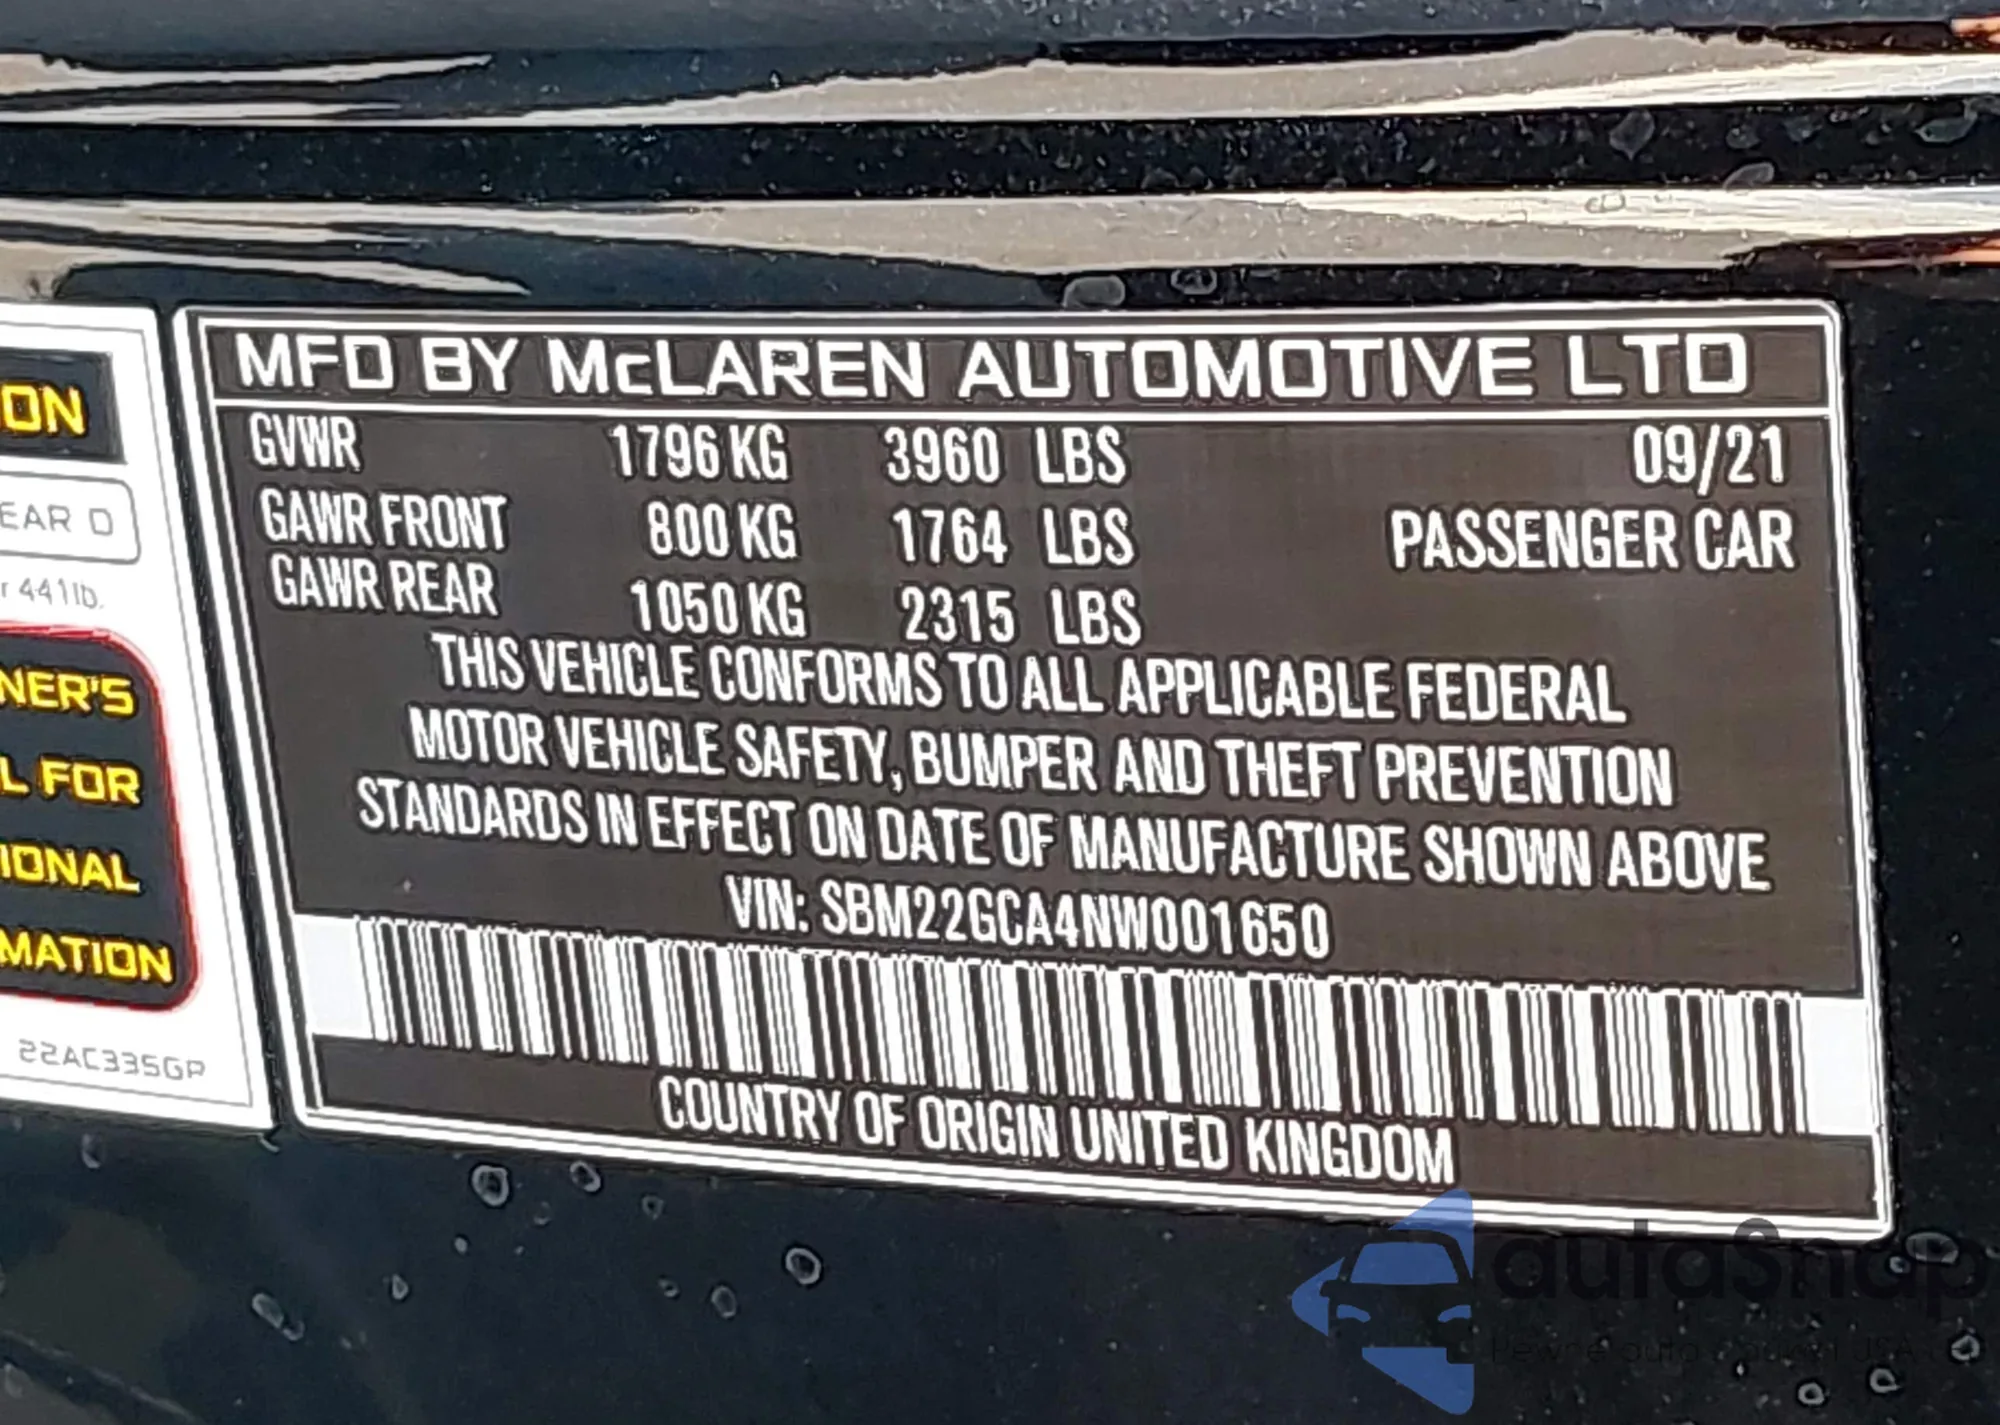 MFD BY McLAREN AUTOMOTIVE LTD
GVWR 1796 KG 3960 LBS 09/21
GAWR FRONT 800 KG 1764 LBS PASSENGER CAR
GAWR REAR 1050 KG 2315 LBS
THIS VEHICLE CONFORMS TO ALL APPLICABLE FEDERAL
MOTOR VEHICLE SAFETY, BUMPER AND THEFT PREVENTION
STANDARDS IN EFFECT ON DATE OF MANUFACTURE SHOWN ABOVE
VIN: SBM22GCA4NW001650
COUNTRY OF ORIGIN UNITED KINGDOM
ON
EAR 0
r 441lb.
NER'S
L FOR
IONAL
MATION
22AC335GP
autoSnap